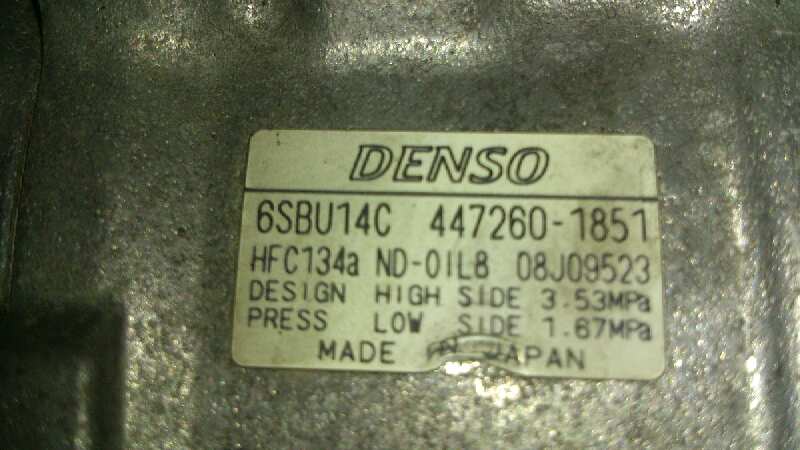 DENSO
6SBU14C 447260-1851
HFC134a ND-OIL8 08J09523
DESIGN HIGH SIDE 3.53MPa
PRESS LOW SIDE 1.67MPa
MADE IN JAPAN